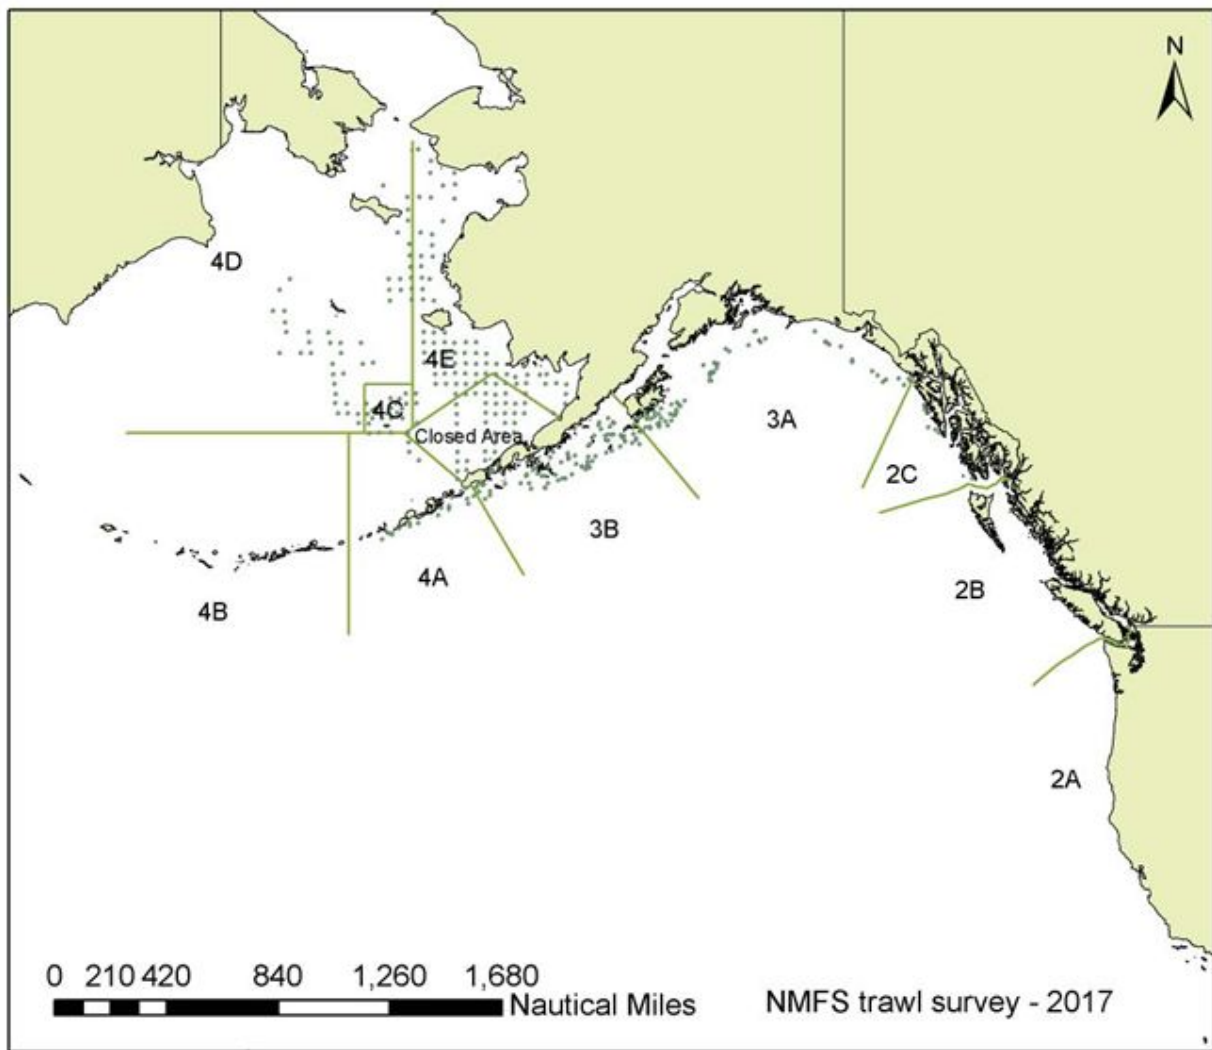 N
4D
4E
4C
Closed Area
3A
2C
3B
4A
2B
4B
2A
0 210 420 840 1,260 1,680
Nautical Miles
NMFS trawl survey - 2017